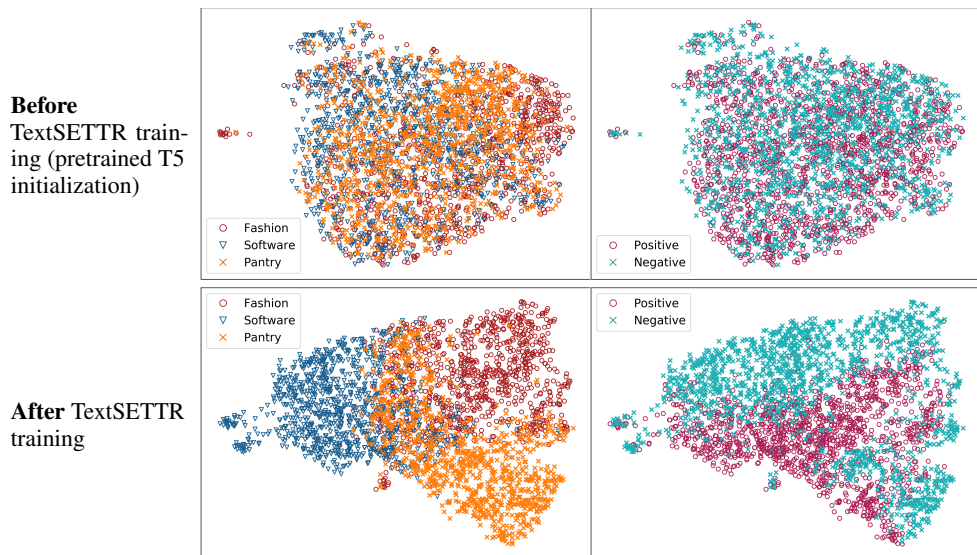 Before
TextSETTR train-
ing (pretrained T5
initialization)
Fashion
Software
Pantry
Positive
Negative
After TextSETTR
training
Fashion
Software
Pantry
Positive
Negative